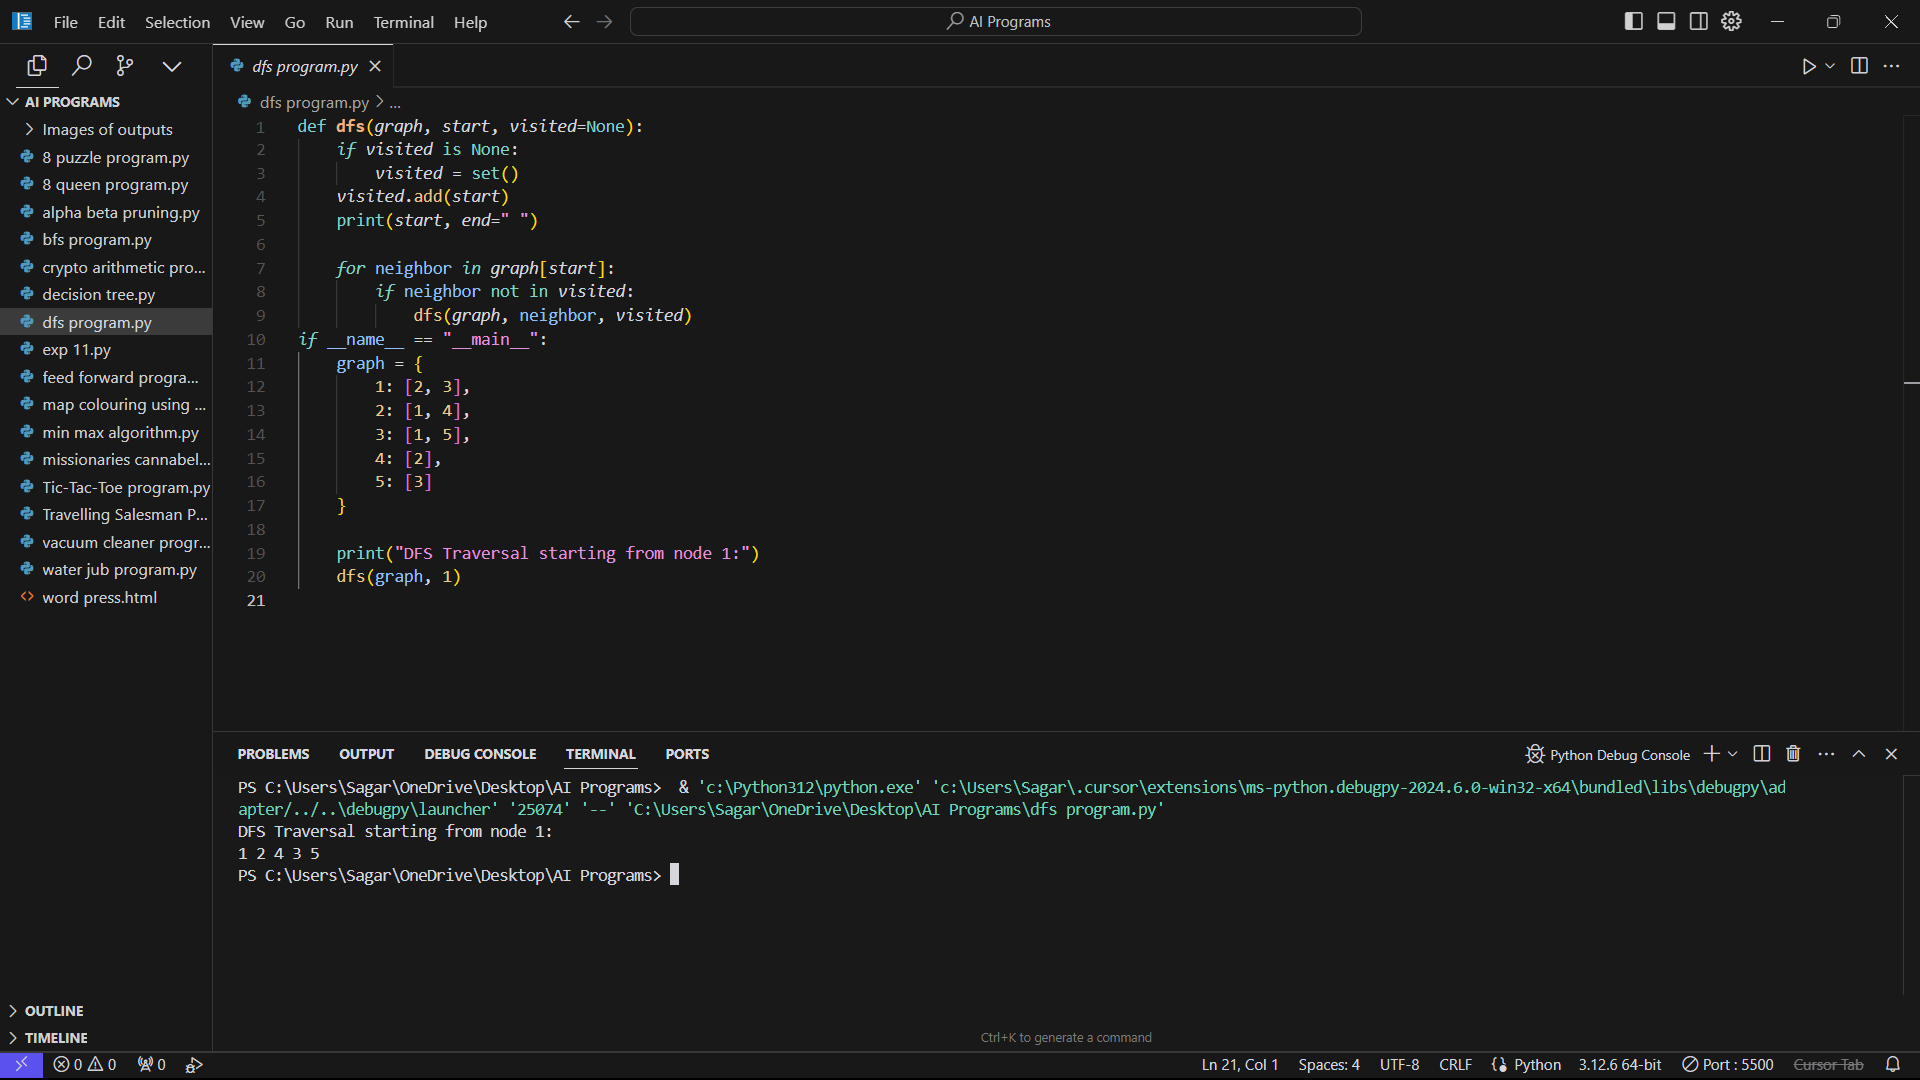 File Edit Selection View Go Run Terminal Help
AI Programs
AI PROGRAMS
Images of outputs
8 puzzle program.py
8 queen program.py
alpha beta pruning.py
bfs program.py
crypto arithmetic pro...
decision tree.py
dfs program.py
exp 11.py
feed forward progra...
map colouring using ...
min max algorithm.py
missionaries cannabel...
Tic-Tac-Toe program.py
Travelling Salesman P...
vacuum cleaner progr...
water jub program.py
word press.html
OUTLINE
TIMELINE
dfs program.py
dfs program.py > ...
1 def dfs(graph, start, visited=None):
2     if visited is None:
3         visited = set()
4     visited.add(start)
5     print(start, end=" ")
6
7     for neighbor in graph[start]:
8         if neighbor not in visited:
9             dfs(graph, neighbor, visited)
10 if __name__ == "__main__":
11     graph = {
12         1: [2, 3],
13         2: [1, 4],
14         3: [1, 5],
15         4: [2],
16         5: [3]
17     }
18
19     print("DFS Traversal starting from node 1:")
20     dfs(graph, 1)
21
PROBLEMS OUTPUT DEBUG CONSOLE TERMINAL PORTS
Python Debug Console
PS C:\Users\Sagar\OneDrive\Desktop\AI Programs>  & 'c:\Python312\python.exe' 'c:\Users\Sagar\.cursor\extensions\ms-python.debugpy-2024.6.0-win32-x64\bundled\libs\debugpy\ad
apter/../..\debugpy\launcher' '25074' '--' 'C:\Users\Sagar\OneDrive\Desktop\AI Programs\dfs program.py'
DFS Traversal starting from node 1:
1 2 4 3 5
PS C:\Users\Sagar\OneDrive\Desktop\AI Programs>
Ctrl+K to generate a command
0 0 0
Ln 21, Col 1 Spaces: 4 UTF-8 CRLF Python 3.12.6 64-bit Port : 5500 Cursor Tab